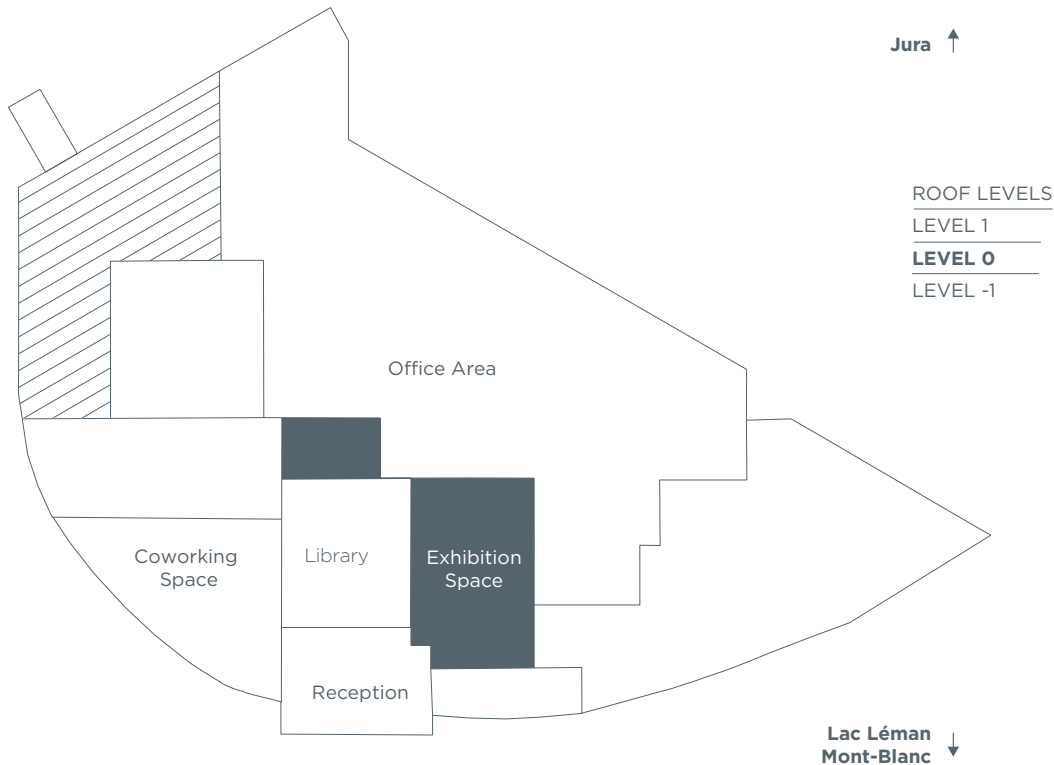 Jura
ROOF LEVELS
LEVEL 1
LEVEL 0
LEVEL -1
Office Area
Coworking
Space
Library
Exhibition
Space
Reception
Lac Léman
Mont-Blanc